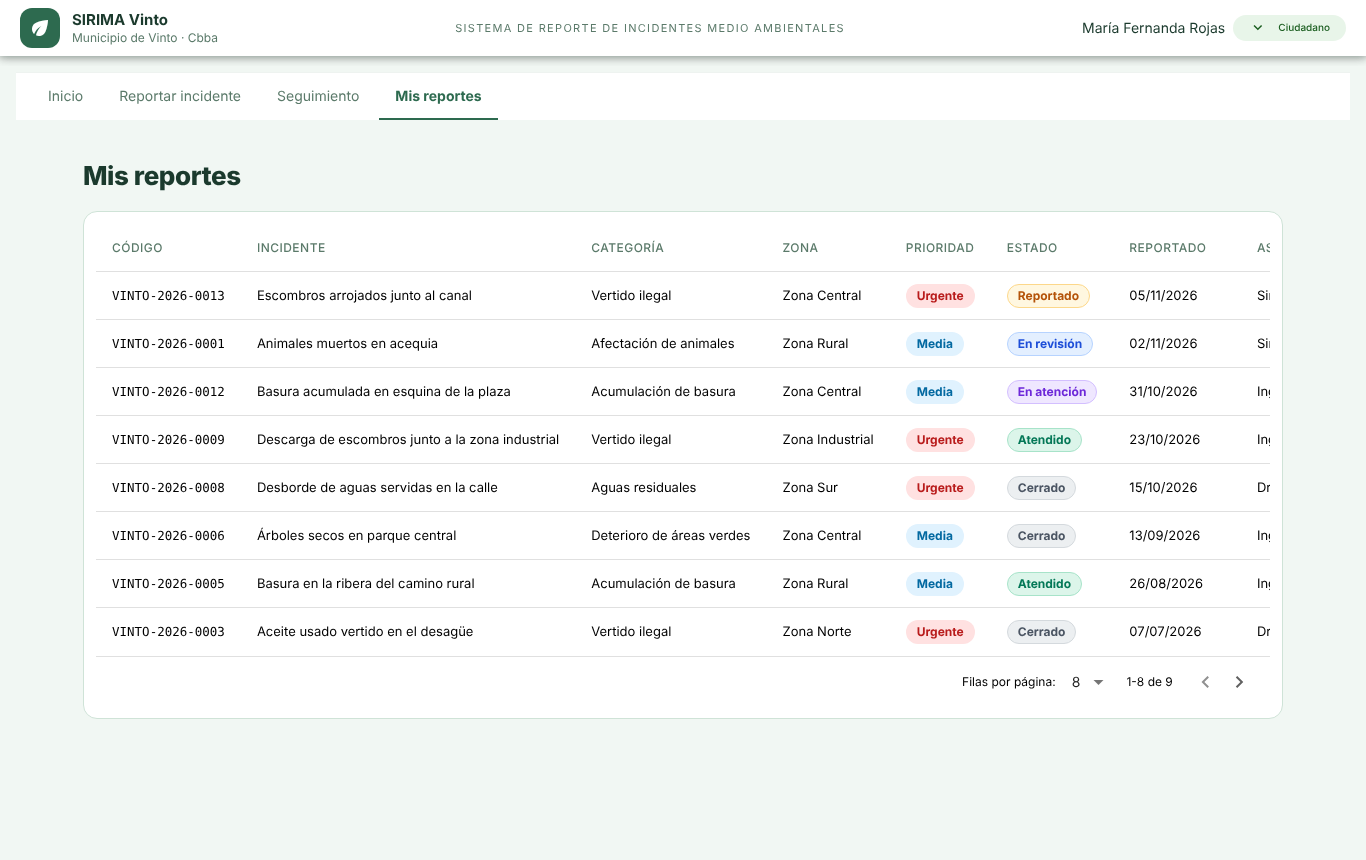 SIRIMA Vinto
Municipio de Vinto · Cbba
SISTEMA DE REPORTE DE INCIDENTES MEDIO AMBIENTALES
María Fernanda Rojas
Ciudadano
Inicio Reportar incidente Seguimiento Mis reportes
Mis reportes
CÓDIGO INCIDENTE CATEGORÍA ZONA PRIORIDAD ESTADO REPORTADO
VINTO-2026-0013 Escombros arrojados junto al canal Vertido ilegal Zona Central Urgente Reportado 05/11/2026
VINTO-2026-0001 Animales muertos en acequia Afectación de animales Zona Rural Media En revisión 02/11/2026
VINTO-2026-0012 Basura acumulada en esquina de la plaza Acumulación de basura Zona Central Media En atención 31/10/2026
VINTO-2026-0009 Descarga de escombros junto a la zona industrial Vertido ilegal Zona Industrial Urgente Atendido 23/10/2026
VINTO-2026-0008 Desborde de aguas servidas en la calle Aguas residuales Zona Sur Urgente Cerrado 15/10/2026 Dr
VINTO-2026-0006 Árboles secos en parque central Deterioro de áreas verdes Zona Central Media Cerrado 13/09/2026
VINTO-2026-0005 Basura en la ribera del camino rural Acumulación de basura Zona Rural Media Atendido 26/08/2026
VINTO-2026-0003 Aceite usado vertido en el desagüe Vertido ilegal Zona Norte Urgente Cerrado 07/07/2026 Dr
Filas por página: 8 1-8 de 9